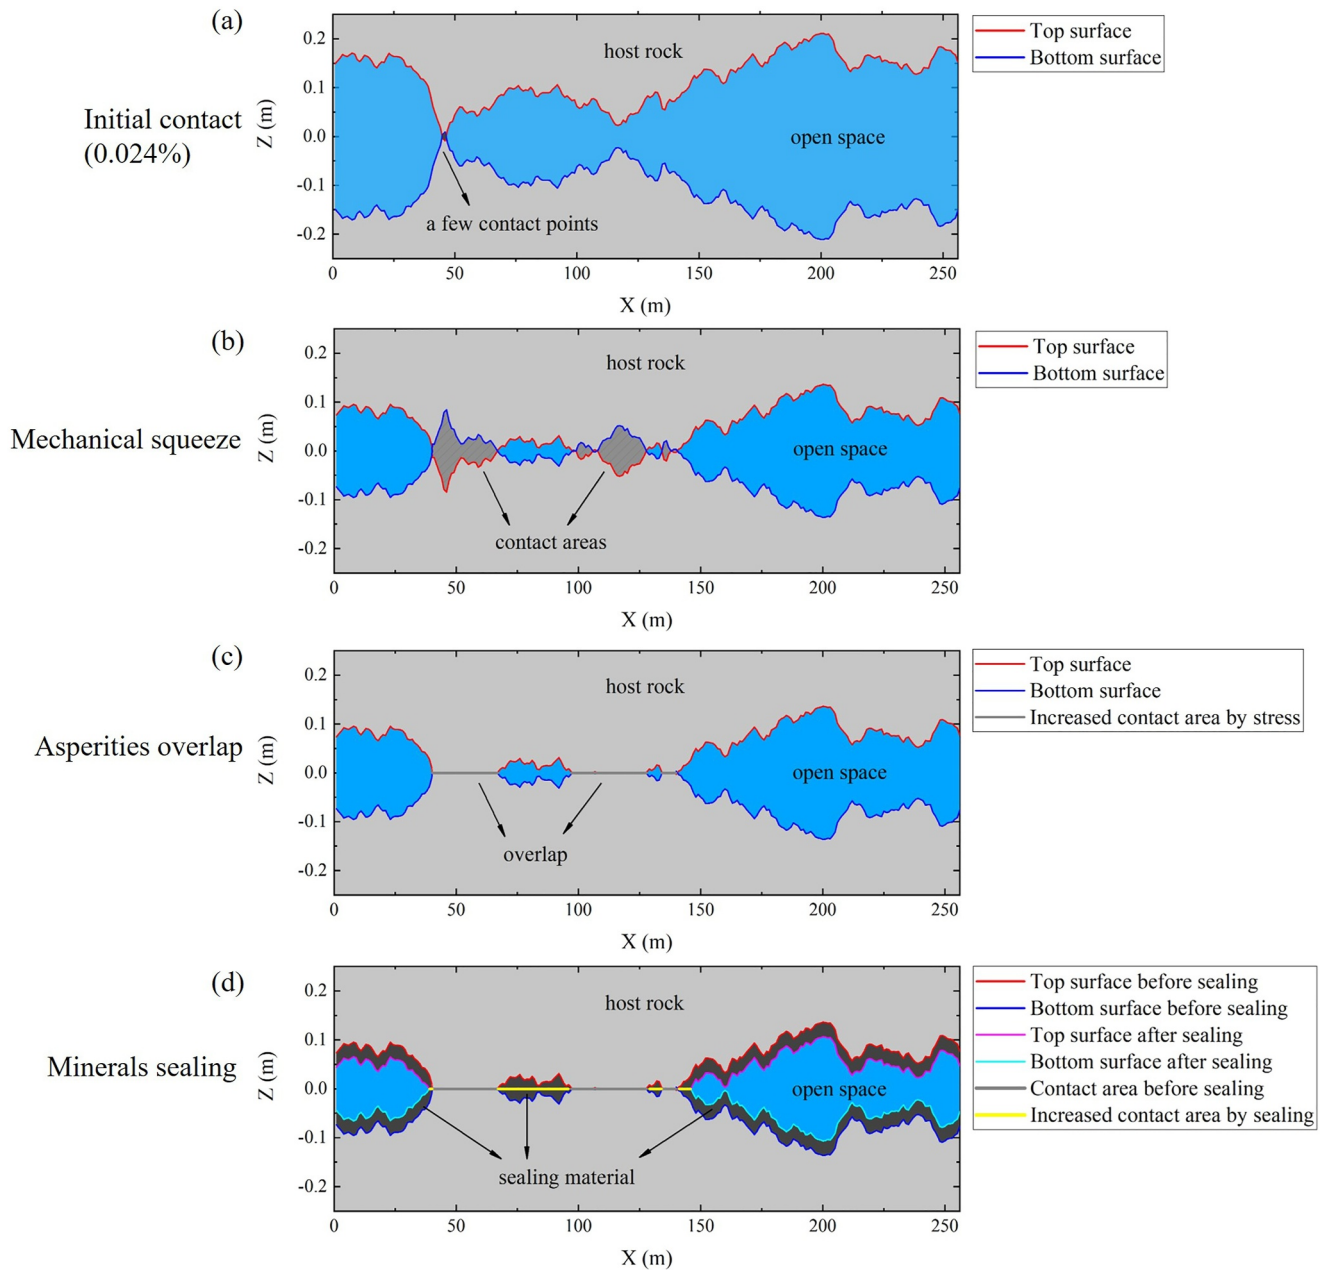 (a)
0.2
0.1
0.0
-0.1
-0.2
Z (m)
Initial contact
(0.024%)
host rock
open space
a few contact points
0 50 100 150 200 250
X (m)
Top surface
Bottom surface
(b)
0.2
0.1
0.0
-0.1
-0.2
Z (m)
Mechanical squeeze
host rock
open space
contact areas
0 50 100 150 200 250
X (m)
Top surface
Bottom surface
(c)
0.2
0.1
0.0
-0.1
-0.2
Z (m)
Asperities overlap
host rock
open space
overlap
0 50 100 150 200 250
X (m)
Top surface
Bottom surface
Increased contact area by stress
(d)
0.2
0.1
0.0
-0.1
-0.2
Z (m)
Minerals sealing
host rock
open space
sealing material
0 50 100 150 200 250
X (m)
Top surface before sealing
Bottom surface before sealing
Top surface after sealing
Bottom surface after sealing
Contact area before sealing
Increased contact area by sealing